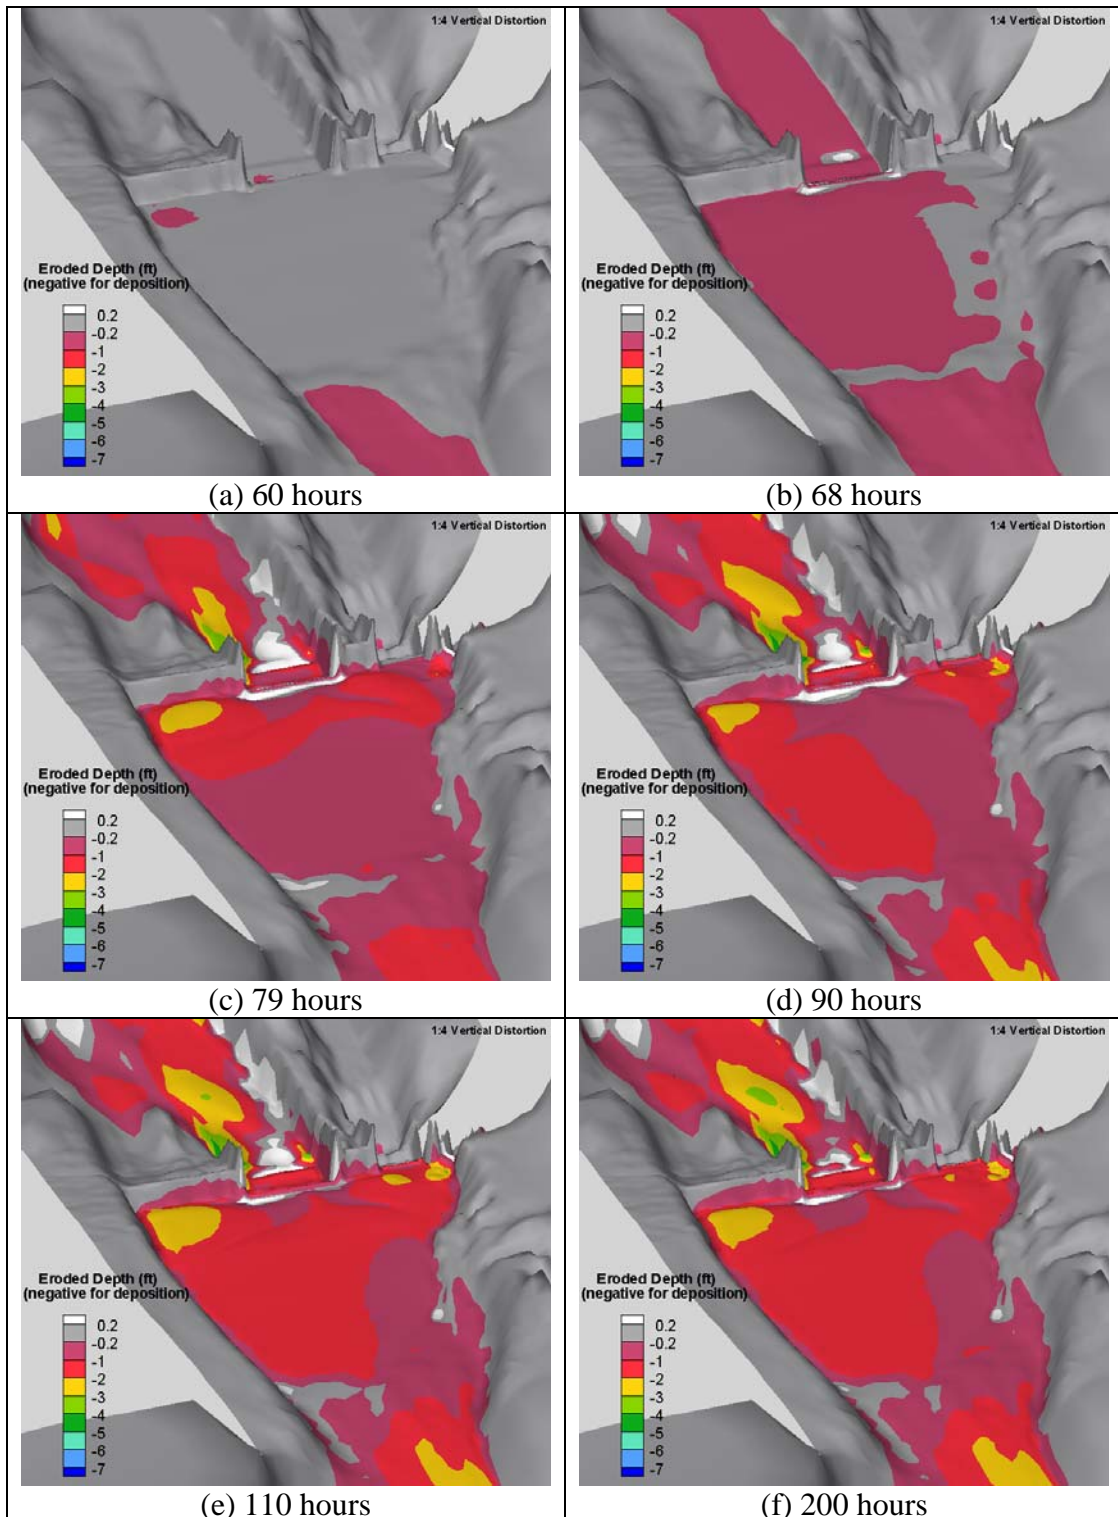 1:4 Vertical Distortion
Eroded Depth (ft)
(negative for deposition)
0.2
-0.2
-1
-2
-3
-4
-5
-6
-7
(a) 60 hours
1:4 Vertical Distortion
Eroded Depth (ft)
(negative for deposition)
0.2
-0.2
-1
-2
-3
-4
-5
-6
-7
(b) 68 hours
1:4 Vertical Distortion
Eroded Depth (ft)
(negative for deposition)
0.2
-0.2
-1
-2
-3
-4
-5
-6
-7
(c) 79 hours
1:4 Vertical Distortion
Eroded Depth (ft)
(negative for deposition)
0.2
-0.2
-1
-2
-3
-4
-5
-6
-7
(d) 90 hours
1:4 Vertical Distortion
Eroded Depth (ft)
(negative for deposition)
0.2
-0.2
-1
-2
-3
-4
-5
-6
-7
(e) 110 hours
1:4 Vertical Distortion
Eroded Depth (ft)
(negative for deposition)
0.2
-0.2
-1
-2
-3
-4
-5
-6
-7
(f) 200 hours